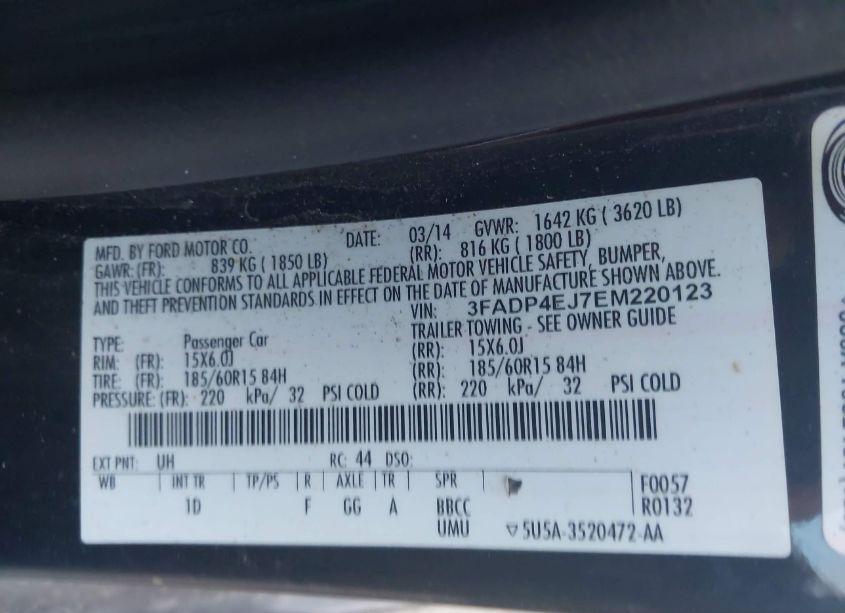 MFD. BY FORD MOTOR CO. DATE: 03/14 GVWR: 1642 KG ( 3620 LB)
GAWR: (FR): 839 KG ( 1850 LB) (RR): 816 KG ( 1800 LB)
THIS VEHICLE CONFORMS TO ALL APPLICABLE FEDERAL MOTOR VEHICLE SAFETY, BUMPER,
AND THEFT PREVENTION STANDARDS IN EFFECT ON THE DATE OF MANUFACTURE SHOWN ABOVE.
VIN: 3FADP4EJ7EM220123
TYPE: Passenger Car TRAILER TOWING - SEE OWNER GUIDE
RIM: (FR): 15X6.0J (RR): 15X6.0J
TIRE: (FR): 185/60R15 84H (RR): 185/60R15 84H
PRESSURE: (FR): 220 kPa/ 32 PSI COLD (RR): 220 kPa/ 32 PSI COLD
EXT PNT: UH RC: 44 DSO:
WB INT TR TP/PS R AXLE TR SPR F0057
1D F GG A BBCC R0132
UMU ▽5U5A-3520472-AA